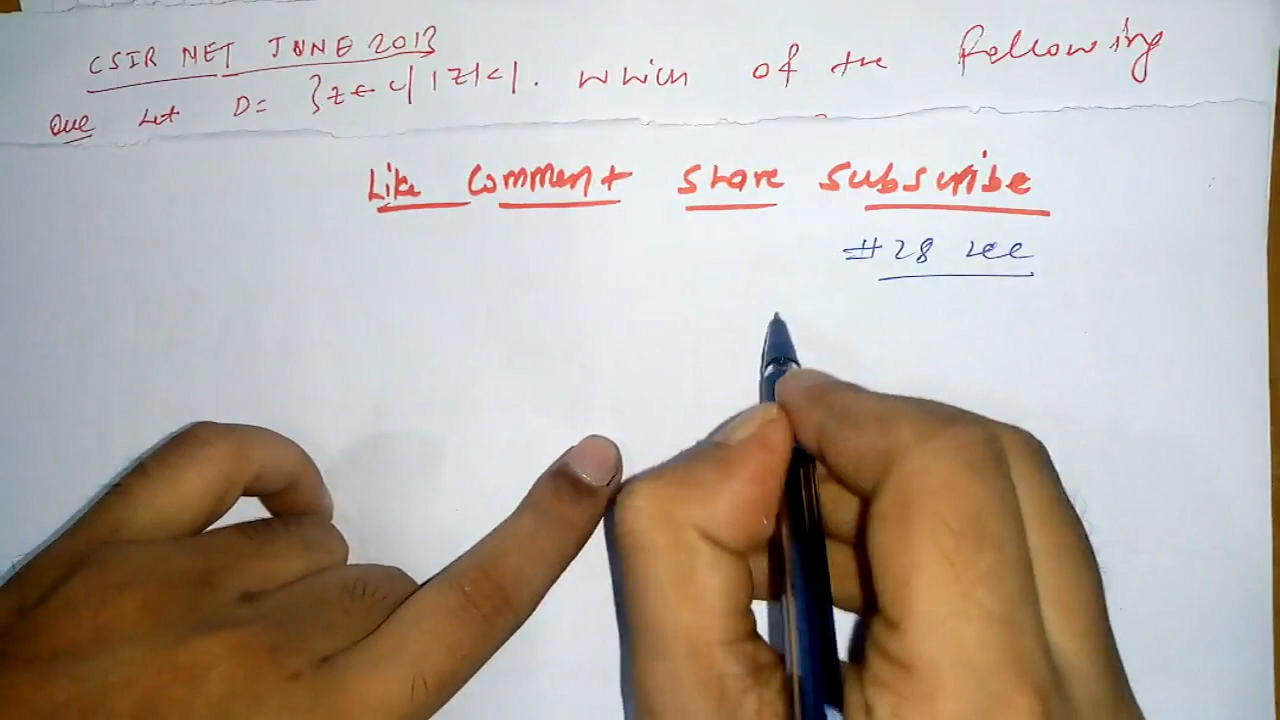 CSIR NET JUNE 2013
Que Let D= }z∈ ℂ| |z|<1. which of the following
Like Comment Share Subscribe
#28 Lec